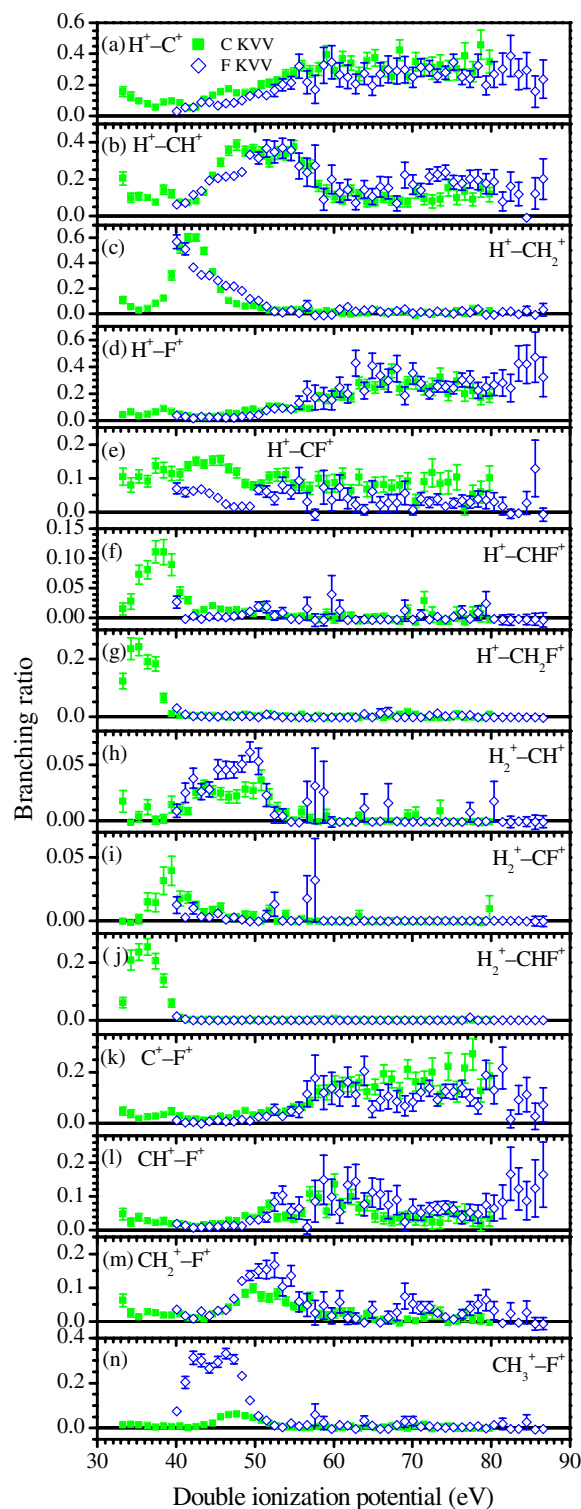 (a) H⁺–C⁺ C KVV
F KVV
0.6
0.4
0.2
0.0
(b) H⁺–CH⁺
0.4
0.2
0.0
(c) H⁺–CH₂⁺
0.6
0.4
0.2
0.0
(d) H⁺–F⁺
0.6
0.4
0.2
0.0
(e) H⁺–CF⁺
0.2
0.1
0.0
(f) H⁺–CHF⁺
0.15
0.10
0.05
0.00
(g) H⁺–CH₂F⁺
0.2
0.0
(h) H₂⁺–CH⁺
0.05
0.00
(i) H₂⁺–CF⁺
0.05
0.00
( j) H₂⁺–CHF⁺
0.2
0.0
(k) C⁺–F⁺
0.2
0.0
(l) CH⁺–F⁺
0.2
0.1
0.0
(m) CH₂⁺–F⁺
0.2
0.1
0.0
(n) CH₃⁺–F⁺
0.4
0.2
0.0
Branching ratio
30 40 50 60 70 80 90
Double ionization potential (eV)